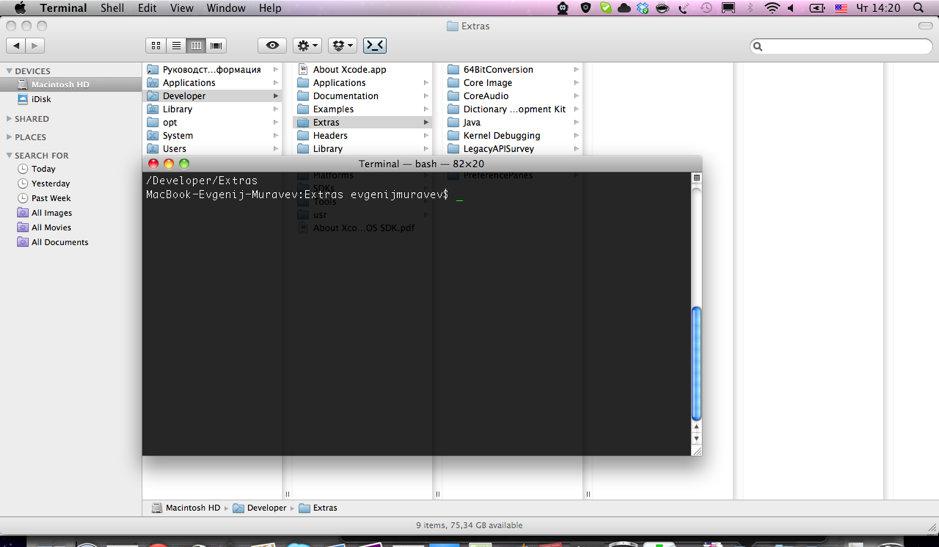 Terminal Shell Edit View Window Help Чт 14:20
Extras
DEVICES
Macintosh HD
iDisk
SHARED
PLACES
SEARCH FOR
Today
Yesterday
Past Week
All Images
All Movies
All Documents
Руководст...формация
Applications
Developer
Library
opt
System
Users
About Xcode.app
Applications
Documentation
Examples
Extras
Headers
Library
Platforms
SDKs
Tools
usr
About Xco...OS SDK.pdf
64BitConversion
Core Image
CoreAudio
Dictionary ...opment Kit
Java
Kernel Debugging
LegacyAPISurvey
PreferencePanes
Terminal — bash — 82×20
/Developer/Extras
MacBook-Evgenij-Muravev:Extras evgenijmuravev$ _
Macintosh HD ▸ Developer ▸ Extras
9 items, 75,34 GB available